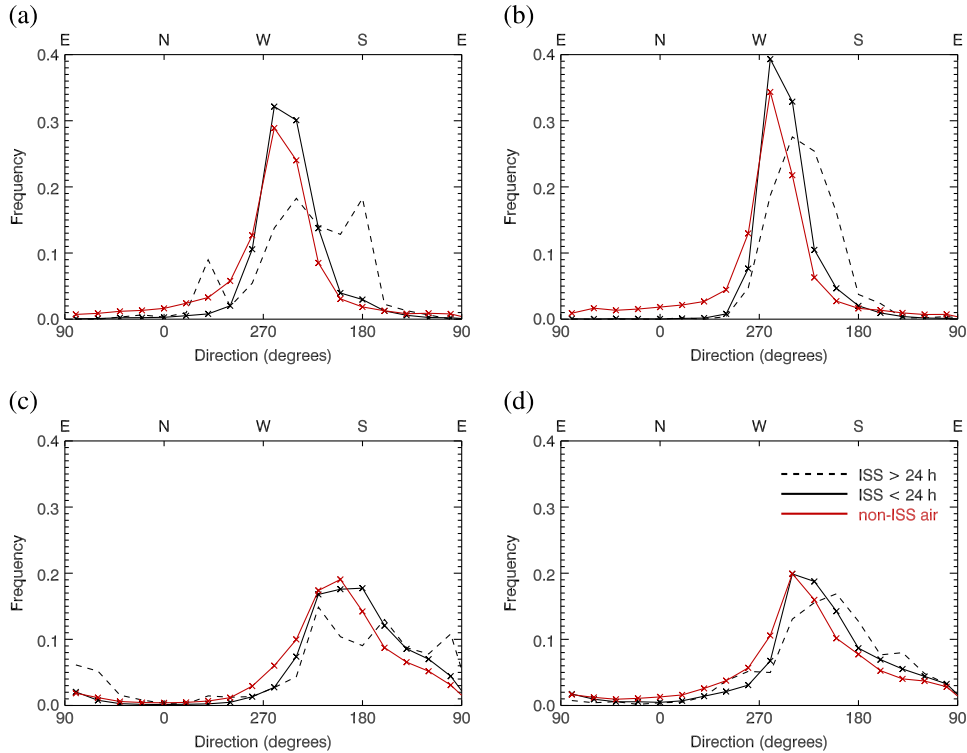 (a)
E N W S E
0.4
0.3
0.2
0.1
0.0
Frequency
90 0 270 180 90
Direction (degrees)
(b)
E N W S E
0.4
0.3
0.2
0.1
0.0
Frequency
90 0 270 180 90
Direction (degrees)
(c)
E N W S E
0.4
0.3
0.2
0.1
0.0
Frequency
90 0 270 180 90
Direction (degrees)
(d)
E N W S E
0.4
0.3
0.2
0.1
0.0
Frequency
ISS > 24 h
ISS < 24 h
non-ISS air
90 0 270 180 90
Direction (degrees)